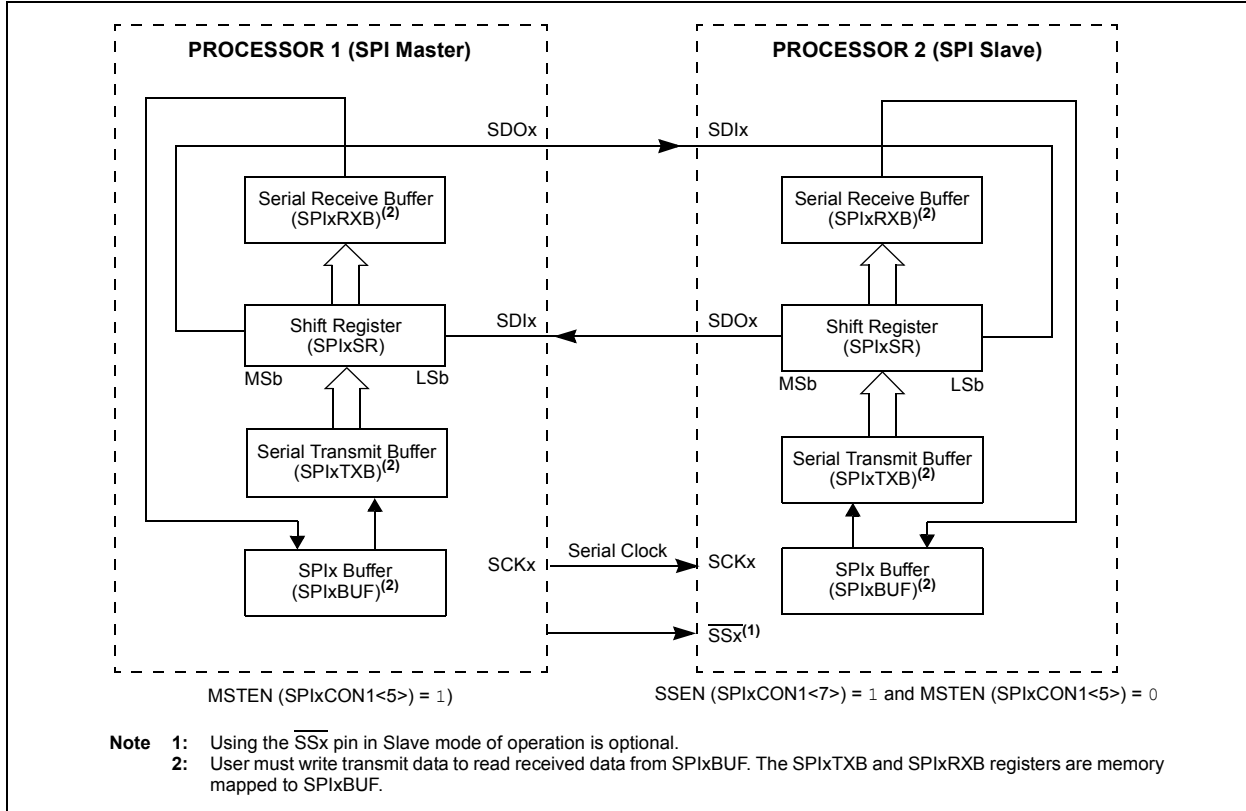 PROCESSOR 1 (SPI Master)
SDOx
Serial Receive Buffer
(SPIxRXB)(2)
Shift Register
(SPIxSR)
SDIx
MSb
LSb
Serial Transmit Buffer
(SPIxTXB)(2)
SPIx Buffer
(SPIxBUF)(2)
SCKx
Serial Clock
MSTEN (SPIxCON1<5>) = 1)
PROCESSOR 2 (SPI Slave)
SDIx
Serial Receive Buffer
(SPIxRXB)(2)
SDOx
Shift Register
(SPIxSR)
MSb
LSb
Serial Transmit Buffer
(SPIxTXB)(2)
SCKx
SPIx Buffer
(SPIxBUF)(2)
SSx(1)
SSEN (SPIxCON1<7>) = 1 and MSTEN (SPIxCON1<5>) = 0
Note 1: Using the SSx pin in Slave mode of operation is optional.
2: User must write transmit data to read received data from SPIxBUF. The SPIxTXB and SPIxRXB registers are memory
mapped to SPIxBUF.